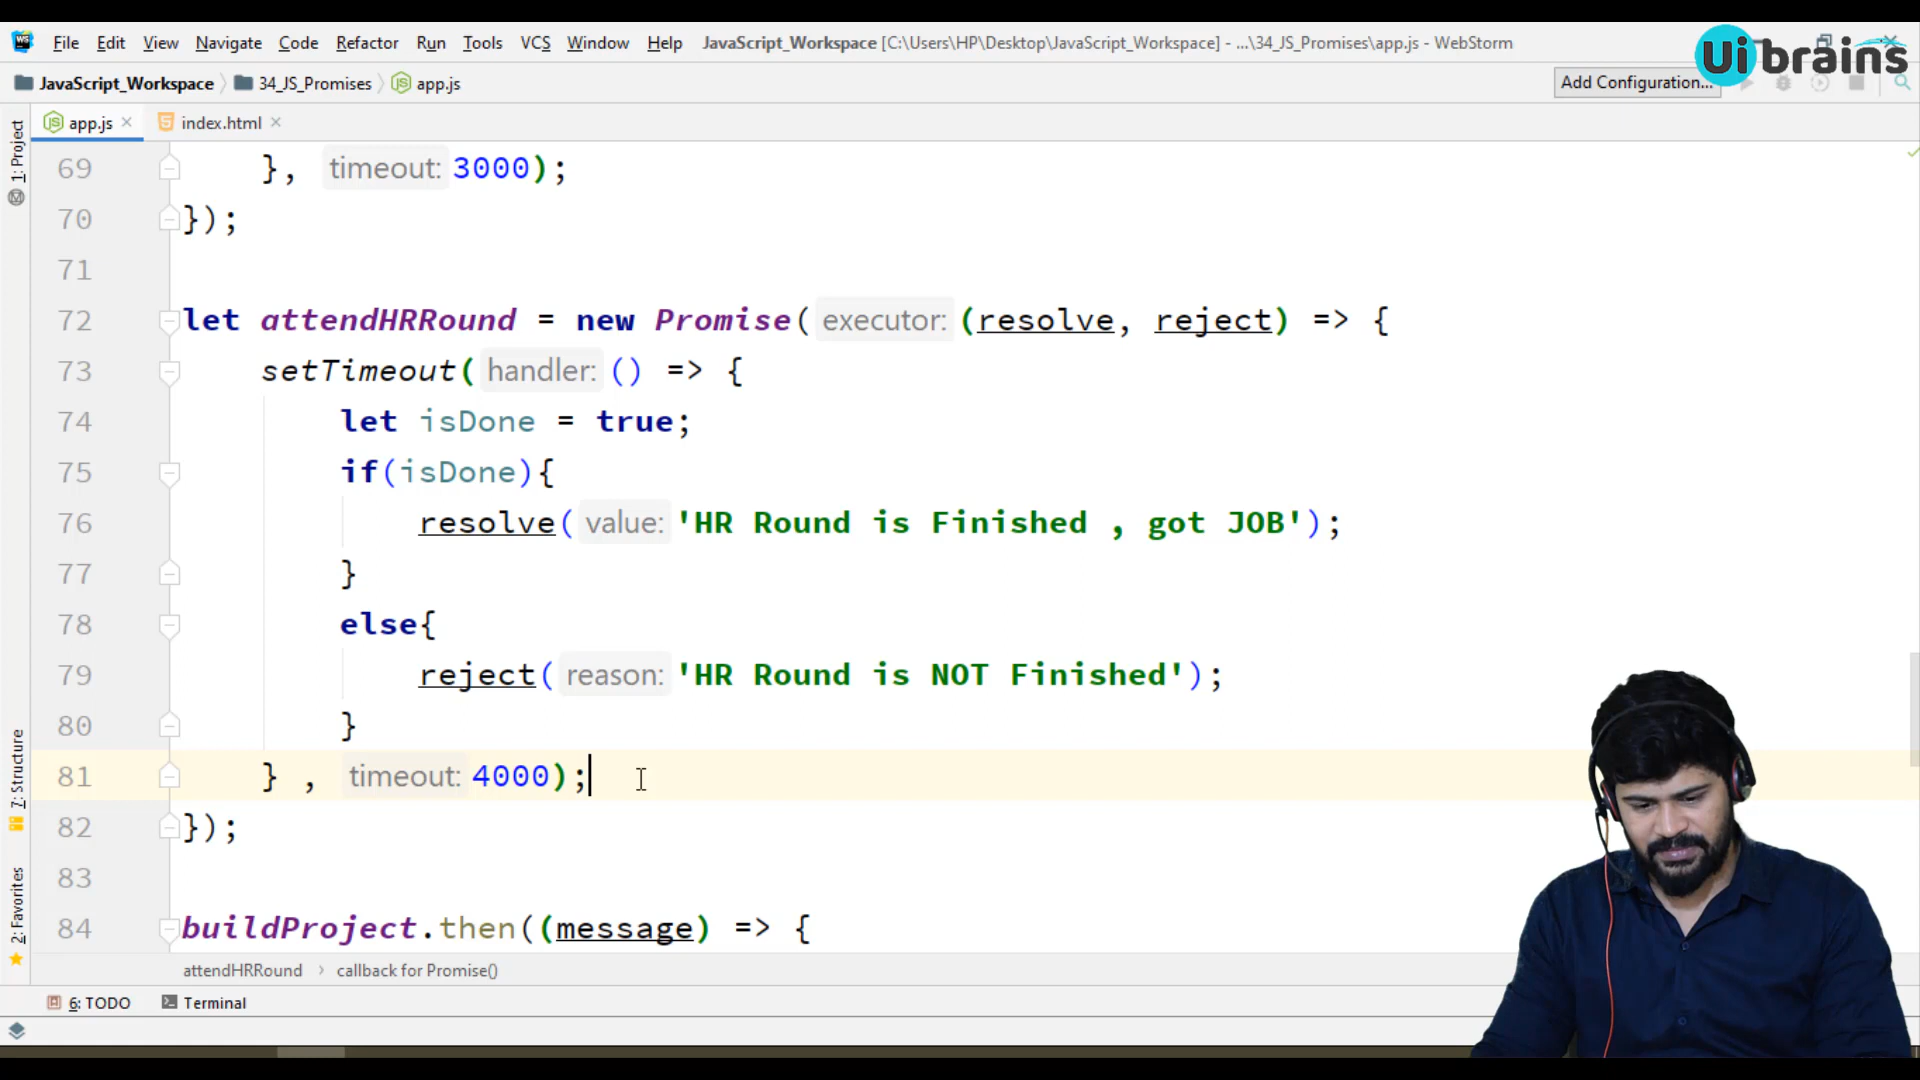 File Edit View Navigate Code Refactor Run Tools VCS Window Help JavaScript_Workspace [C:\Users\HP\Desktop\JavaScript_Workspace] - ...\34_JS_Promises\app.js - WebStorm
Ui brains
JavaScript_Workspace 34_JS_Promises app.js Add Configuration...
app.js index.html
1: Project
69 }, timeout: 3000);
70 });
71
72 let attendHRRound = new Promise( executor: (resolve, reject) => {
73 setTimeout( handler: () => {
74 let isDone = true;
75 if(isDone){
76 resolve( value: 'HR Round is Finished , got JOB');
77 }
78 else{
79 reject( reason: 'HR Round is NOT Finished');
80 }
81 } , timeout: 4000);
82 });
83
84 buildProject.then((message) => {
7: Structure
2: Favorites
attendHRRound callback for Promise()
6: TODO Terminal